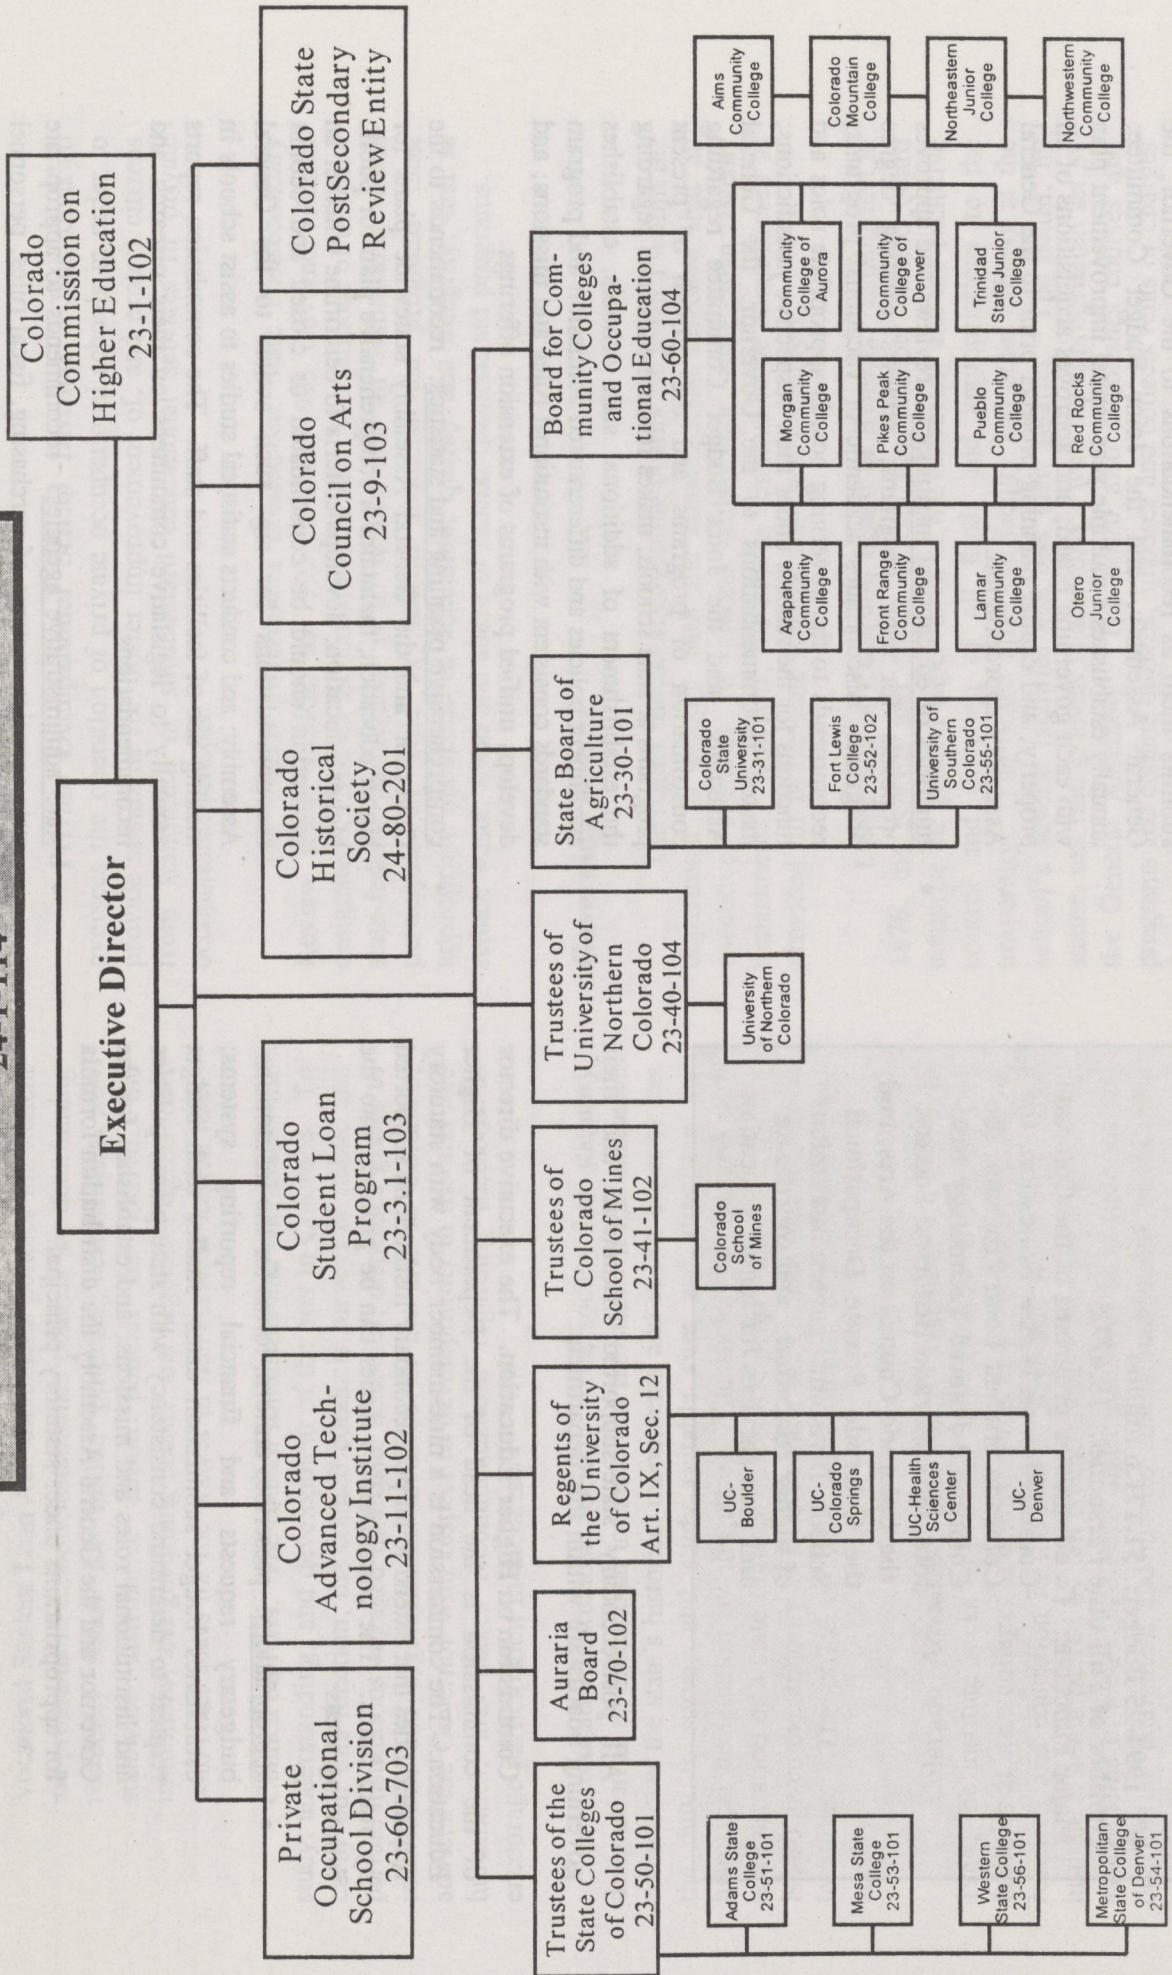 24-1-114
Colorado
Commission on
Higher Education
23-1-102
Executive Director
Private
Occupational
School Division
23-60-703
Colorado
Advanced Tech-
nology Institute
23-11-102
Colorado
Student Loan
Program
23-3.1-103
Colorado
Historical
Society
24-80-201
Colorado
Council on Arts
23-9-103
Colorado State
PostSecondary
Review Entity
Trustees of the
State Colleges
of Colorado
23-50-101
Auraria
Board
23-70-102
Regents of
the University
of Colorado
Art. IX, Sec. 12
Trustees of
Colorado
School of Mines
23-41-102
Trustees of
University of
Northern
Colorado
23-40-104
State Board of
Agriculture
23-30-101
Board for Com-
munity Colleges
and Occupa-
tional Education
23-60-104
Adams State
College
23-51-101
Mesa State
College
23-53-101
Western
State College
23-56-101
Metropolitan
State College
of Denver
23-54-101
UC-
Boulder
UC-
Colorado
Springs
UC-Health
Sciences
Center
UC-
Denver
Colorado
School
of Mines
University
of Northern
Colorado
Colorado
State
University
23-31-101
Fort Lewis
College
23-52-102
University of
Southern
Colorado
23-55-101
Arapahoe
Community
College
Front Range
Community
College
Lamar
Community
College
Otero
Junior
College
Morgan
Community
College
Pikes Peak
Community
College
Pueblo
Community
College
Red Rocks
Community
College
Community
College of
Aurora
Community
College of
Denver
Trinidad
State Junior
College
Aims
Community
College
Colorado
Mountain
College
Northeastern
Junior
College
Northwestern
Community
College